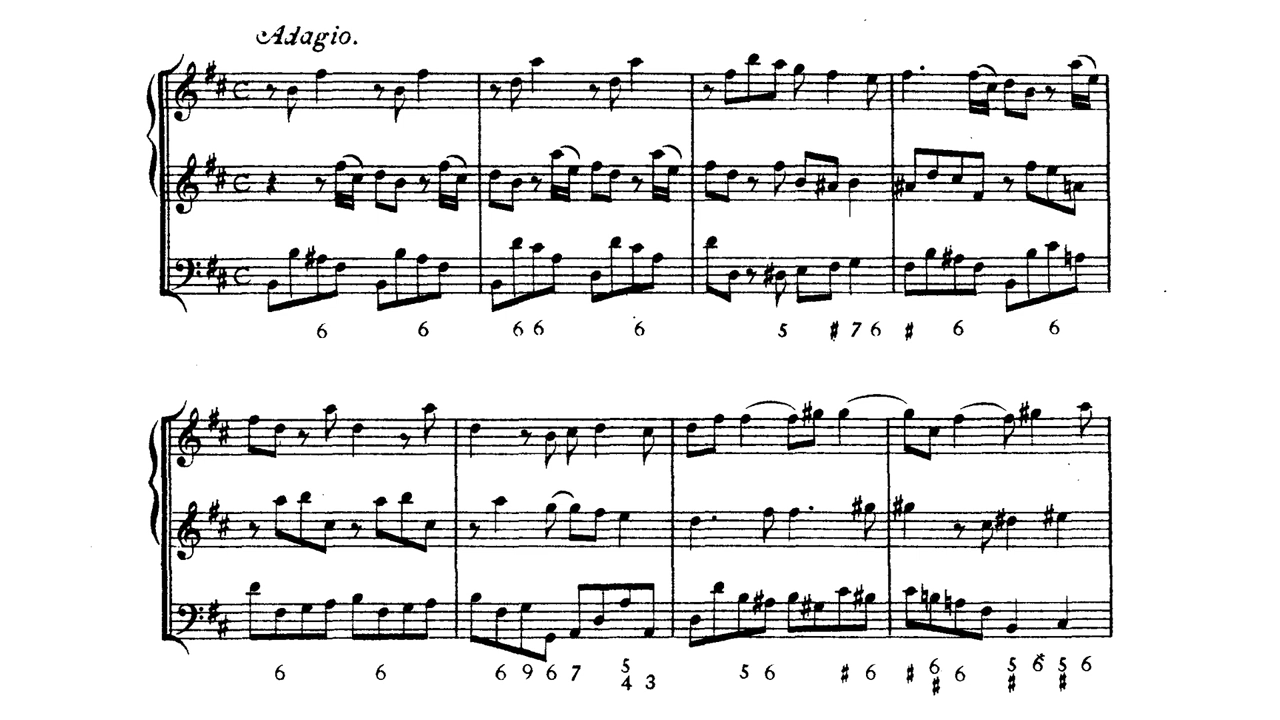 Adagio.
6 6 6 6 6 5 # 7 6 # 6 6
6 6 6 9 6 7 5 4 3 5 6 # 6 # 6 # 6 5 # 6 5 # 6